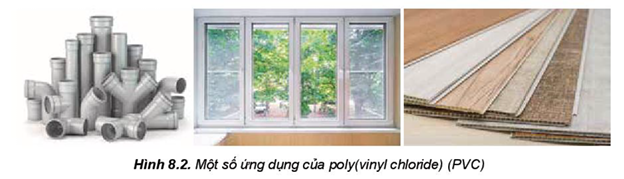 Hình 8.2. Một số ứng dụng của poly(vinyl chloride) (PVC)